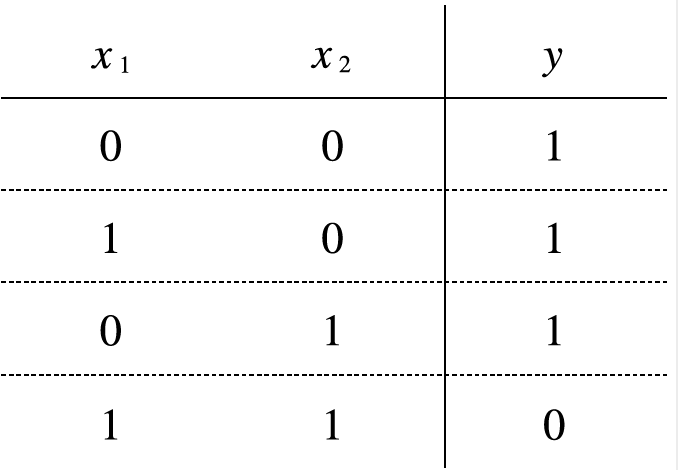 x₁ x₂ y
0 0 1
1 0 1
0 1 1
1 1 0